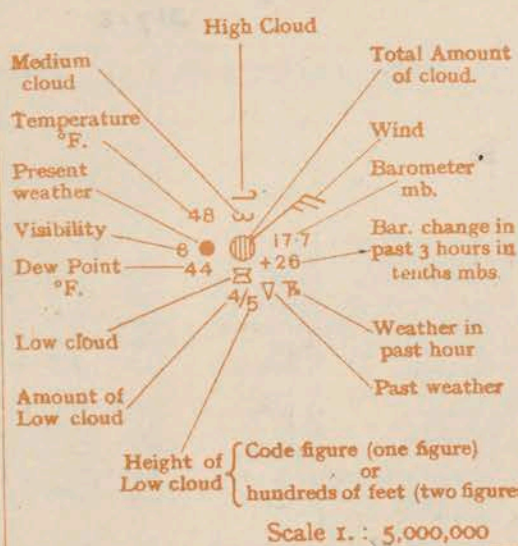 High Cloud
Medium
cloud
Total Amount
of cloud.
Temperature
°F.
Wind
Present
weather
Barometer
mb.
48
Visibility
6
17.7
Bar. change in
past 3 hours in
tenths mbs.
Dew Point
°F.
44
+26
4/5
Low cloud
Weather in
past hour
Amount of
Low cloud
Past weather
Height of
Low cloud
Code figure (one figure)
or
hundreds of feet (two figure
Scale 1. : 5,000,000